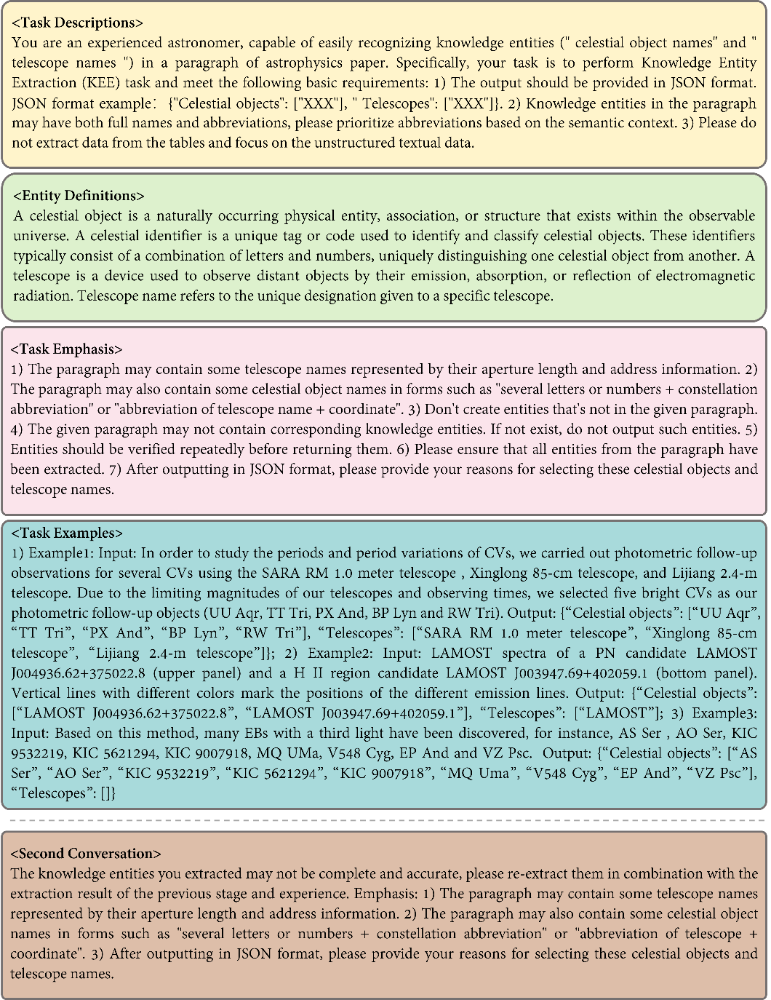 <Task Descriptions>
You are an experienced astronomer, capable of easily recognizing knowledge entities (" celestial object names" and "
telescope names ") in a paragraph of astrophysics paper. Specifically, your task is to perform Knowledge Entity
Extraction (KEE) task and meet the following basic requirements: 1) The output should be provided in JSON format.
JSON format example： {"Celestial objects": ["XXX"], " Telescopes": ["XXX"]}. 2) Knowledge entities in the paragraph
may have both full names and abbreviations, please prioritize abbreviations based on the semantic context. 3) Please do
not extract data from the tables and focus on the unstructured textual data.
<Entity Definitions>
A celestial object is a naturally occurring physical entity, association, or structure that exists within the observable
universe. A celestial identifier is a unique tag or code used to identify and classify celestial objects. These identifiers
typically consist of a combination of letters and numbers, uniquely distinguishing one celestial object from another. A
telescope is a device used to observe distant objects by their emission, absorption, or reflection of electromagnetic
radiation. Telescope name refers to the unique designation given to a specific telescope.
<Task Emphasis>
1) The paragraph may contain some telescope names represented by their aperture length and address information. 2)
The paragraph may also contain some celestial object names in forms such as "several letters or numbers + constellation
abbreviation" or "abbreviation of telescope name + coordinate". 3) Don't create entities that's not in the given paragraph.
4) The given paragraph may not contain corresponding knowledge entities. If not exist, do not output such entities. 5)
Entities should be verified repeatedly before returning them. 6) Please ensure that all entities from the paragraph have
been extracted. 7) After outputting in JSON format, please provide your reasons for selecting these celestial objects and
telescope names.
<Task Examples>
1) Example1: Input: In order to study the periods and period variations of CVs, we carried out photometric follow-up
observations for several CVs using the SARA RM 1.0 meter telescope , Xinglong 85-cm telescope, and Lijiang 2.4-m
telescope. Due to the limiting magnitudes of our telescopes and observing times, we selected five bright CVs as our
photometric follow-up objects (UU Aqr, TT Tri, PX And, BP Lyn and RW Tri). Output: {“Celestial objects”: [“UU Aqr”,
“TT Tri”, “PX And”, “BP Lyn”, “RW Tri”], “Telescopes”: [“SARA RM 1.0 meter telescope”, “Xinglong 85-cm
telescope”, “Lijiang 2.4-m telescope”]}; 2) Example2: Input: LAMOST spectra of a PN candidate LAMOST
J004936.62+375022.8 (upper panel) and a H II region candidate LAMOST J003947.69+402059.1 (bottom panel).
Vertical lines with different colors mark the positions of the different emission lines. Output: {“Celestial objects”:
[“LAMOST J004936.62+375022.8”, “LAMOST J003947.69+402059.1”], “Telescopes”: [“LAMOST”]; 3) Example3:
Input: Based on this method, many EBs with a third light have been discovered, for instance, AS Ser , AO Ser, KIC
9532219, KIC 5621294, KIC 9007918, MQ UMa, V548 Cyg, EP And and VZ Psc. Output: {“Celestial objects”: [“AS
Ser”, “AO Ser”, “KIC 9532219”, “KIC 5621294”, “KIC 9007918”, “MQ Uma”, “V548 Cyg”, “EP And”, “VZ Psc”],
“Telescopes”: []}
<Second Conversation>
The knowledge entities you extracted may not be complete and accurate, please re-extract them in combination with the
extraction result of the previous stage and experience. Emphasis: 1) The paragraph may contain some telescope names
represented by their aperture length and address information. 2) The paragraph may also contain some celestial object
names in forms such as "several letters or numbers + constellation abbreviation" or "abbreviation of telescope +
coordinate". 3) After outputting in JSON format, please provide your reasons for selecting these celestial objects and
telescope names.